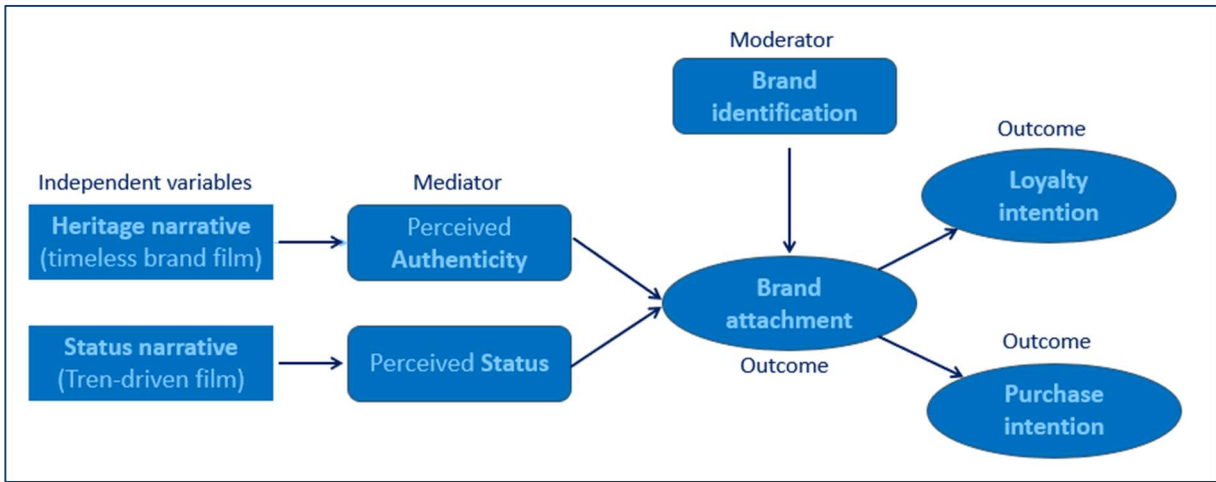 Moderator
Brand
identification
Outcome
Loyalty
intention
Independent variables
Mediator
Heritage narrative
(timeless brand film)
Perceived
Authenticity
Brand
attachment
Outcome
Status narrative
(Tren-driven film)
Perceived Status
Outcome
Purchase
intention